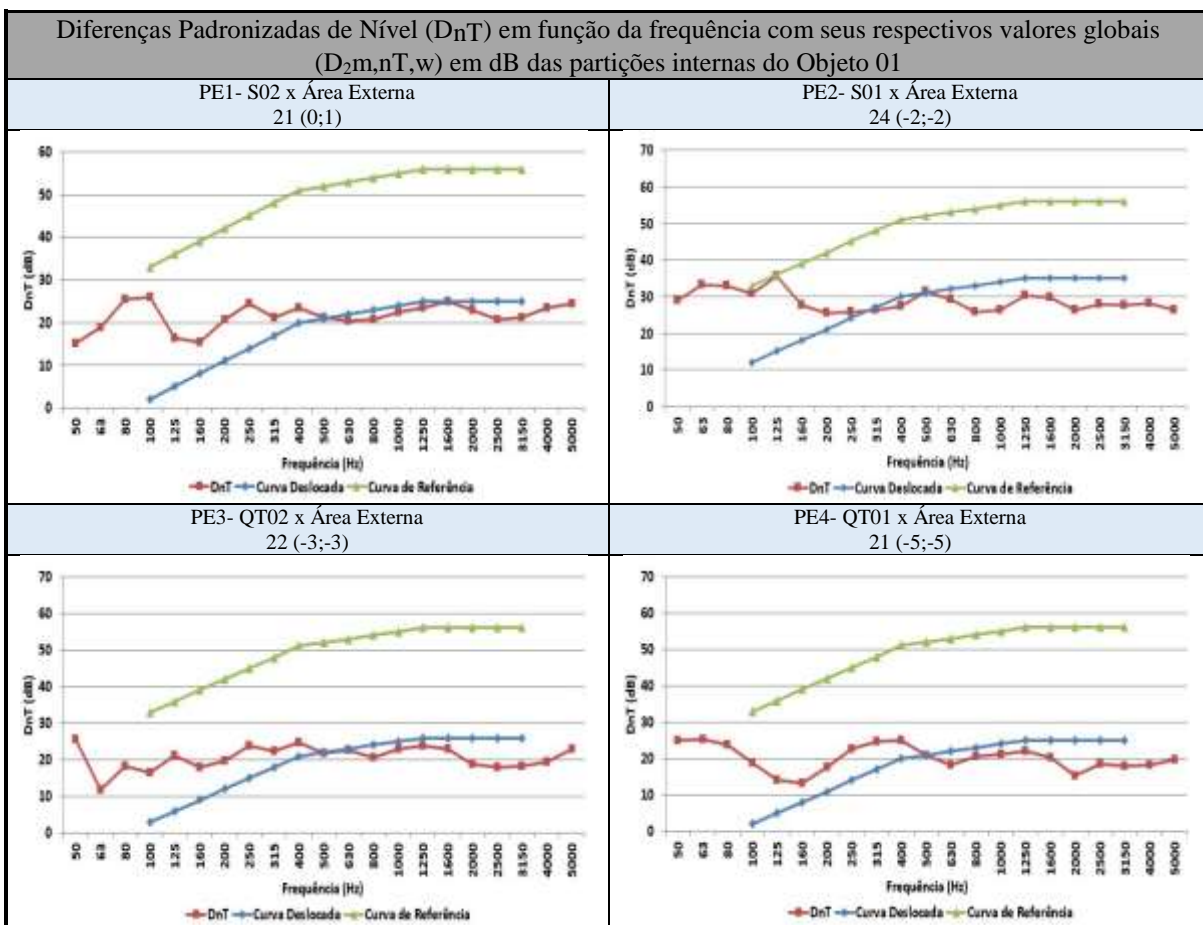 Diferenças Padronizadas de Nível (DnT) em função da frequência com seus respectivos valores globais
(D2m,nT,w) em dB das partições internas do Objeto 01
PE1- S02 x Área Externa
21 (0;1)
60
50
40
30
20
10
0
DnT (dB)
50 63 80 100 125 160 200 250 315 400 500 630 800 1000 1250 1600 2000 2500 3150 4000 5000
Frequência (Hz)
DnT Curva Deslocada Curva de Referência
PE2- S01 x Área Externa
24 (-2;-2)
70
60
50
40
30
20
10
0
DnT (dB)
50 63 80 100 125 160 200 250 315 400 500 630 800 1000 1250 1600 2000 2500 3150 4000 5000
Frequência (Hz)
DnT Curva Deslocada Curva de Referência
PE3- QT02 x Área Externa
22 (-3;-3)
70
60
50
40
30
20
10
0
DnT (dB)
50 63 80 100 125 160 200 250 315 400 500 630 800 1000 1250 1600 2000 2500 3150 4000 5000
Frequência (Hz)
DnT Curva Deslocada Curva de Referência
PE4- QT01 x Área Externa
21 (-5;-5)
70
60
50
40
30
20
10
0
DnT (dB)
50 63 80 100 125 160 200 250 315 400 500 630 800 1000 1250 1600 2000 2500 3150 4000 5000
Frequência (Hz)
DnT Curva Deslocada Curva de Referência